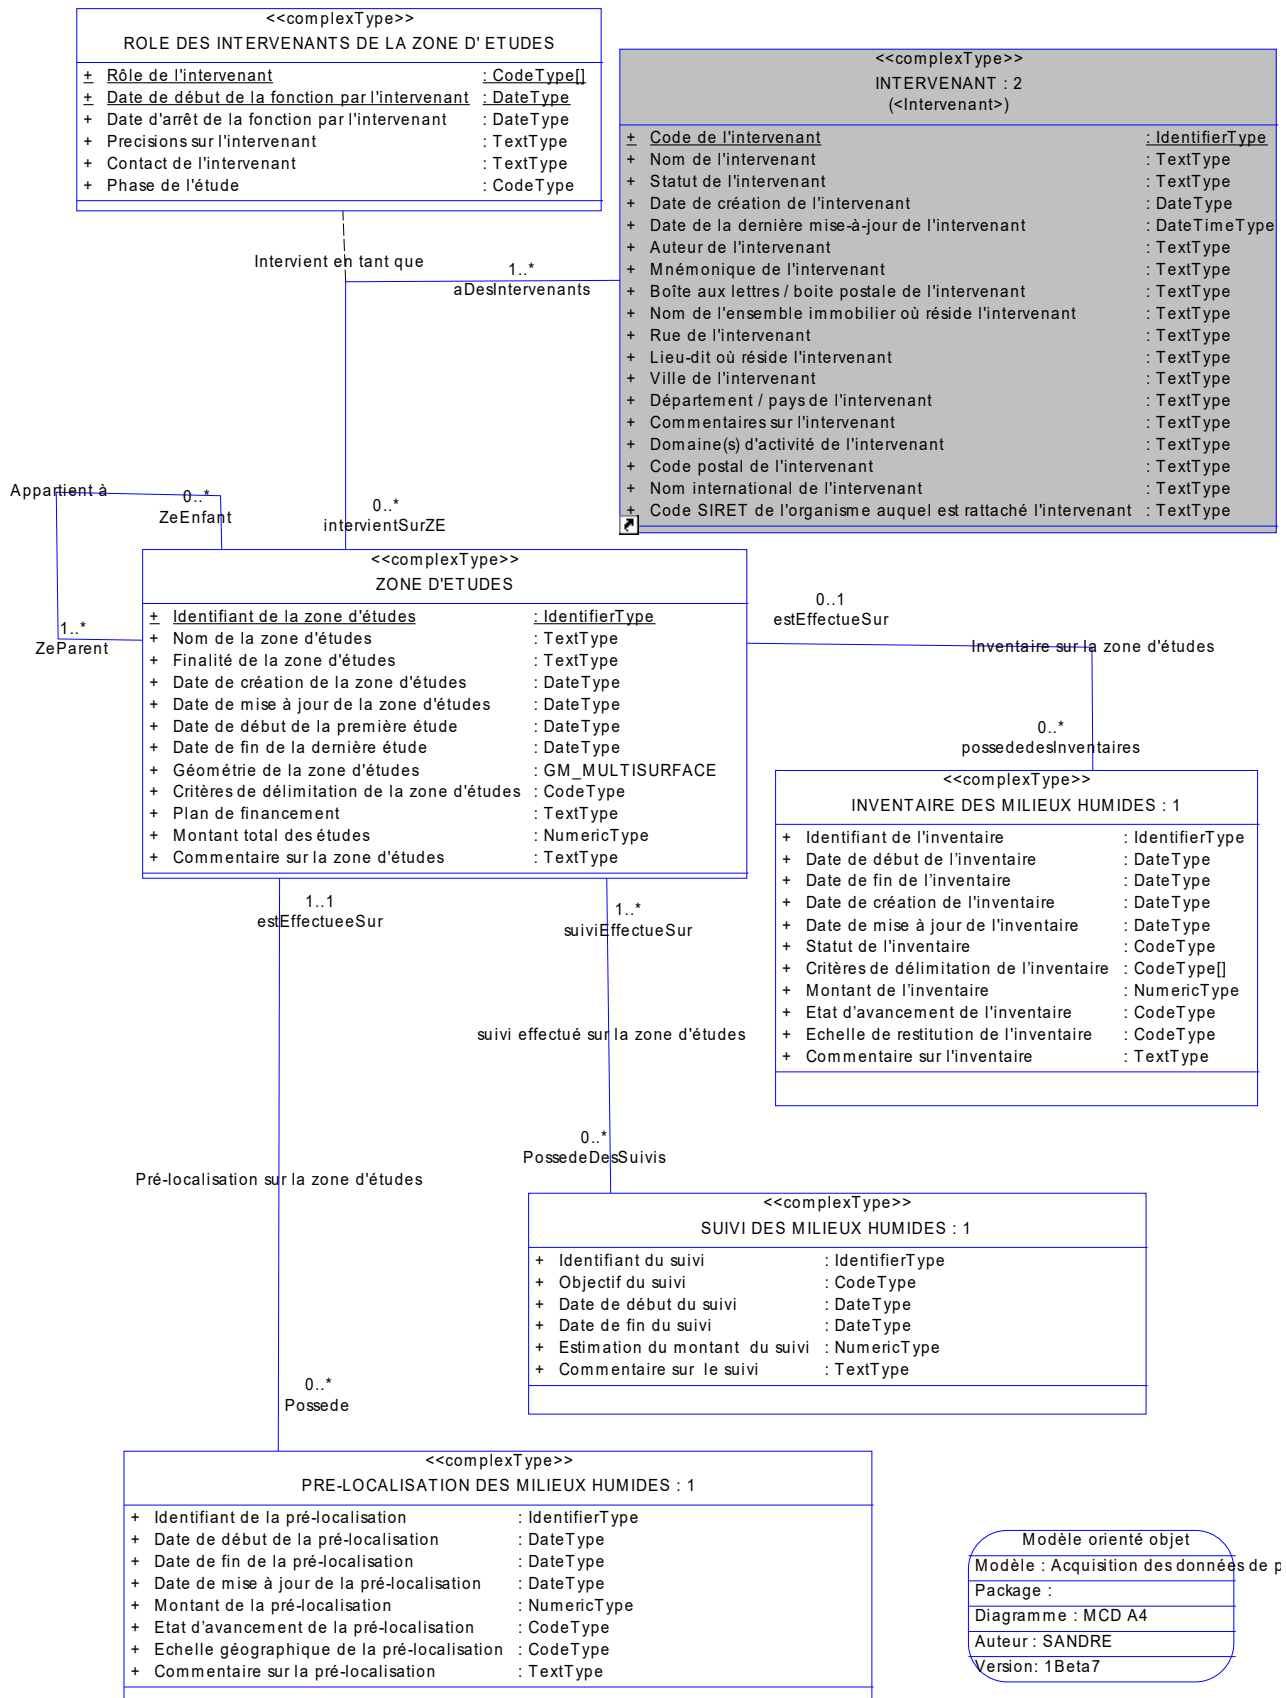 <<complexType>>
ROLE DES INTERVENANTS DE LA ZONE D' ETUDES
+ Rôle de l'intervenant : CodeType[]
+ Date de début de la fonction par l'intervenant : DateType
+ Date d'arrêt de la fonction par l'intervenant : DateType
+ Precisions sur l'intervenant : TextType
+ Contact de l'intervenant : TextType
+ Phase de l'étude : CodeType
<<complexType>>
INTERVENANT : 2
(<Intervenant>)
+ Code de l'intervenant : IdentifierType
+ Nom de l'intervenant : TextType
+ Statut de l'intervenant : TextType
+ Date de création de l'intervenant : DateType
+ Date de la dernière mise-à-jour de l'intervenant : DateTimeType
+ Auteur de l'intervenant : TextType
+ Mnémonique de l'intervenant : TextType
+ Boîte aux lettres / boite postale de l'intervenant : TextType
+ Nom de l'ensemble immobilier où réside l'intervenant : TextType
+ Rue de l'intervenant : TextType
+ Lieu-dit où réside l'intervenant : TextType
+ Ville de l'intervenant : TextType
+ Département / pays de l'intervenant : TextType
+ Commentaires sur l'intervenant : TextType
+ Domaine(s) d'activité de l'intervenant : TextType
+ Code postal de l'intervenant : TextType
+ Nom international de l'intervenant : TextType
+ Code SIRET de l'organisme auquel est rattaché l'intervenant : TextType
Intervient en tant que
1..*
aDesIntervenants
0..*
intervientSurZE
Appartient à
0..*
ZeEnfant
1..*
ZeParent
<<complexType>>
ZONE D'ETUDES
+ Identifiant de la zone d'études : IdentifierType
+ Nom de la zone d'études : TextType
+ Finalité de la zone d'études : TextType
+ Date de création de la zone d'études : DateType
+ Date de mise à jour de la zone d'études : DateType
+ Date de début de la première étude : DateType
+ Date de fin de la dernière étude : DateType
+ Géométrie de la zone d'études : GM_MULTISURFACE
+ Critères de délimitation de la zone d'études : CodeType
+ Plan de financement : TextType
+ Montant total des études : NumericType
+ Commentaire sur la zone d'études : TextType
0..1
estEffectueSur
Inventaire sur la zone d'études
0..*
possededesInventaires
<<complexType>>
INVENTAIRE DES MILIEUX HUMIDES : 1
+ Identifiant de l'inventaire : IdentifierType
+ Date de début de l’inventaire : DateType
+ Date de fin de l’inventaire : DateType
+ Date de création de l'inventaire : DateType
+ Date de mise à jour de l'inventaire : DateType
+ Statut de l'inventaire : CodeType
+ Critères de délimitation de l’inventaire : CodeType[]
+ Montant de l’inventaire : NumericType
+ Etat d’avancement de l'inventaire : CodeType
+ Echelle de restitution de l'inventaire : CodeType
+ Commentaire sur l'inventaire : TextType
1..1
estEffectueeSur
1..*
suiviEffectueSur
suivi effectué sur la zone d'études
0..*
PossedeDesSuivis
Pré-localisation sur la zone d'études
<<complexType>>
SUIVI DES MILIEUX HUMIDES : 1
+ Identifiant du suivi : IdentifierType
+ Objectif du suivi : CodeType
+ Date de début du suivi : DateType
+ Date de fin du suivi : DateType
+ Estimation du montant du suivi : NumericType
+ Commentaire sur le suivi : TextType
0..*
Possede
<<complexType>>
PRE-LOCALISATION DES MILIEUX HUMIDES : 1
+ Identifiant de la pré-localisation : IdentifierType
+ Date de début de la pré-localisation : DateType
+ Date de fin de la pré-localisation : DateType
+ Date de mise à jour de la pré-localisation : DateType
+ Montant de la pré-localisation : NumericType
+ Etat d’avancement de la pré-localisation : CodeType
+ Echelle géographique de la pré-localisation : CodeType
+ Commentaire sur la pré-localisation : TextType
Modèle orienté objet
Modèle : Acquisition des données de p
Package :
Diagramme : MCD A4
Auteur : SANDRE
Version: 1Beta7